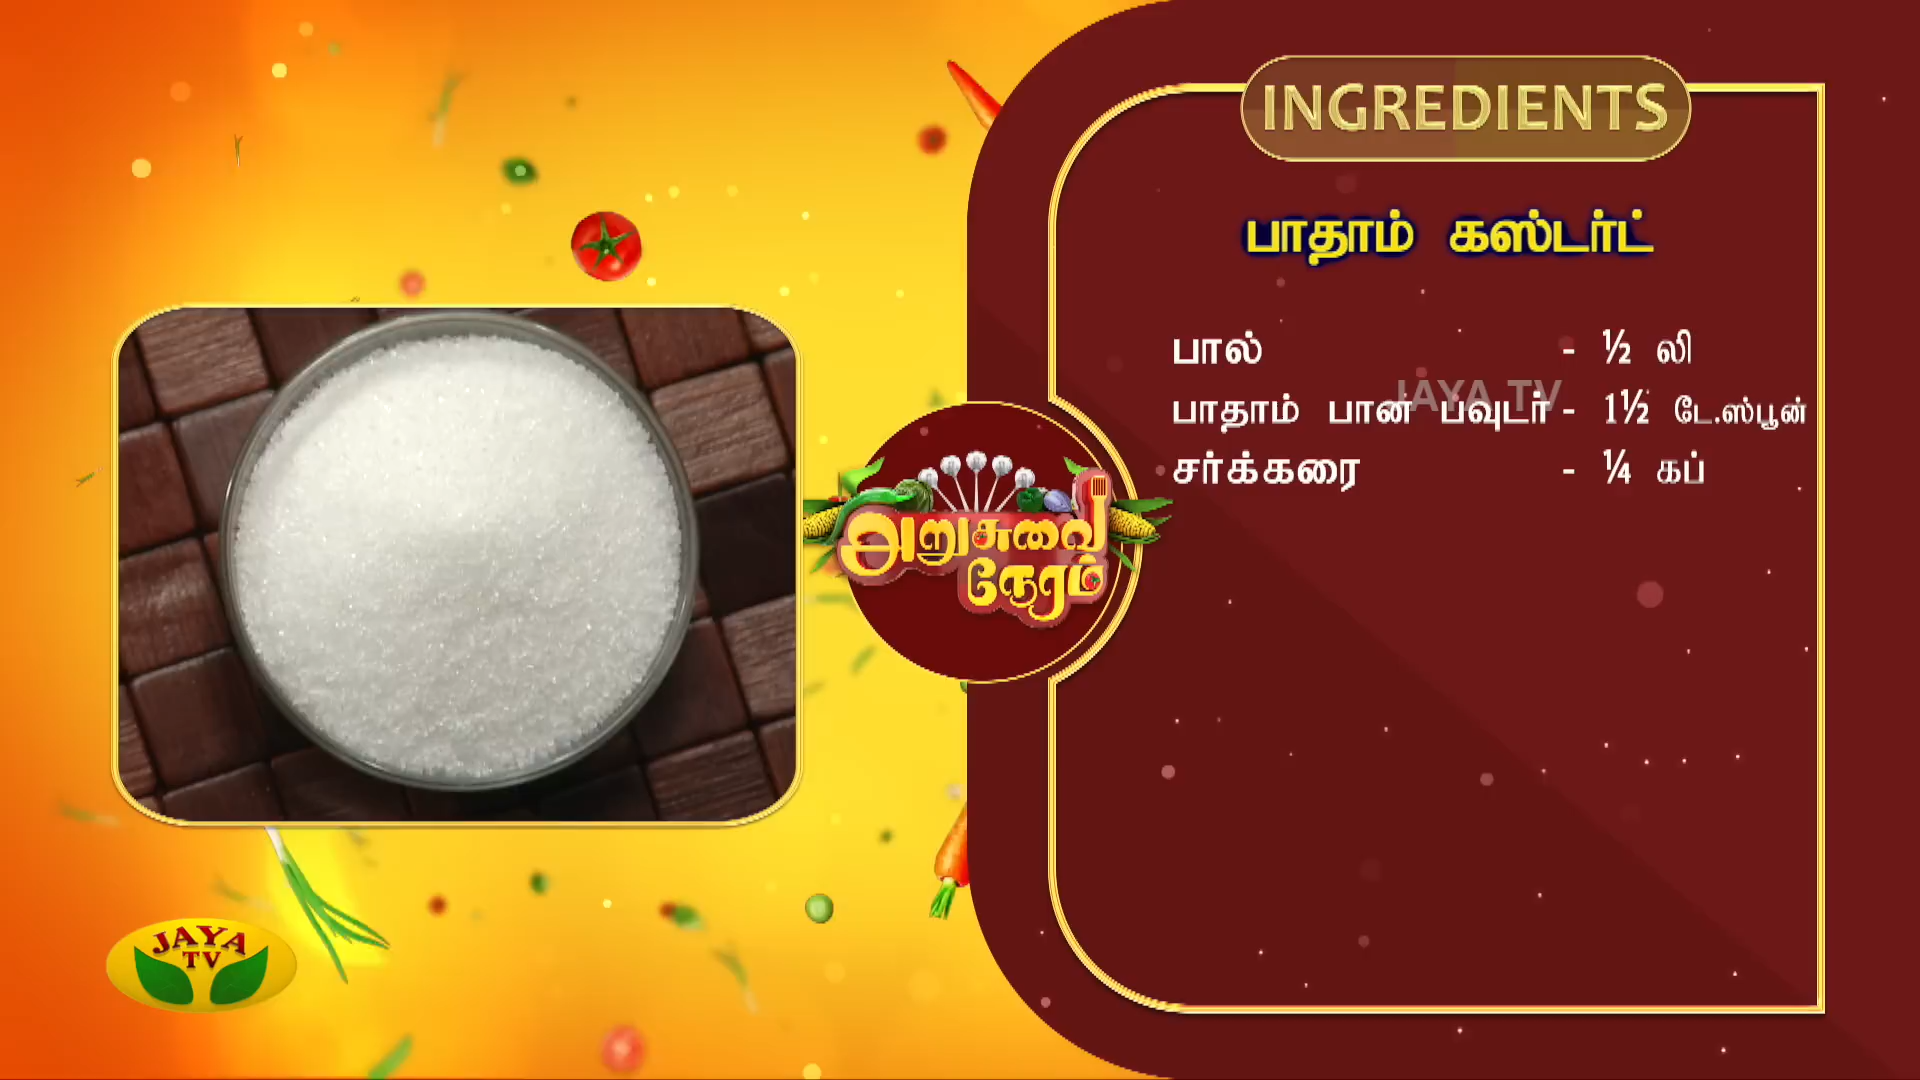 INGREDIENTS
பாதாம் கஸ்டர்ட்
பால் - ½ லி
JAYA TV
பாதாம் பான் பவுடர் - 1½ டே.ஸ்பூன்
சர்க்கரை - ¼ கப்
அறுசுவை
நேரம்
JAYA
TV